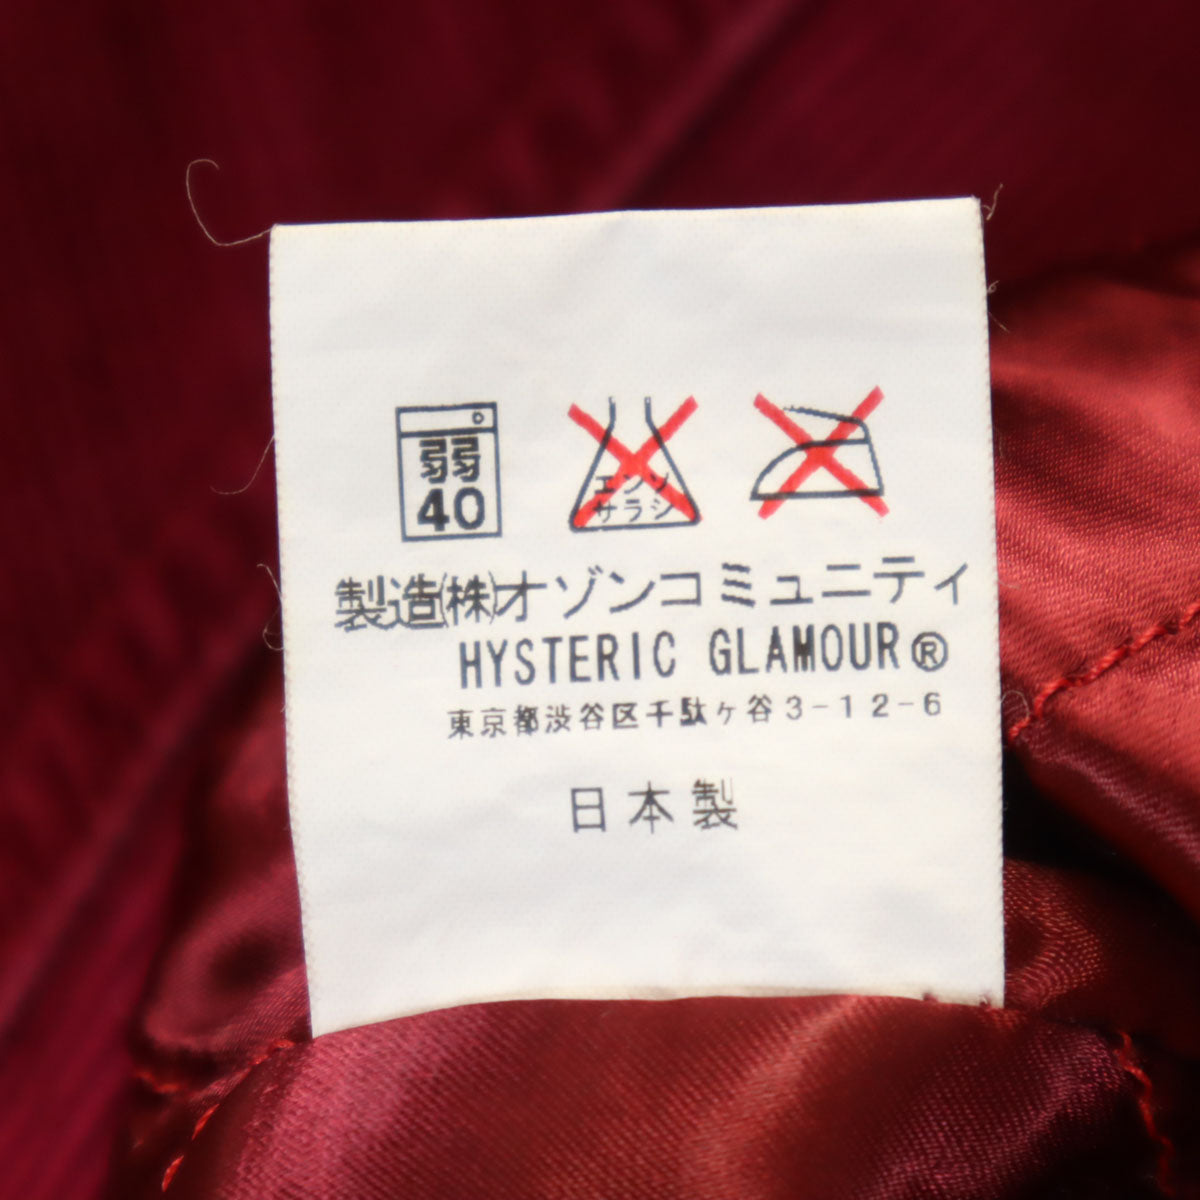 弱
40
エンソ
サラシ
製造(株)オゾンコミュニティ
HYSTERIC GLAMOUR®
東京都渋谷区千駄ヶ谷3-12-6
日本製